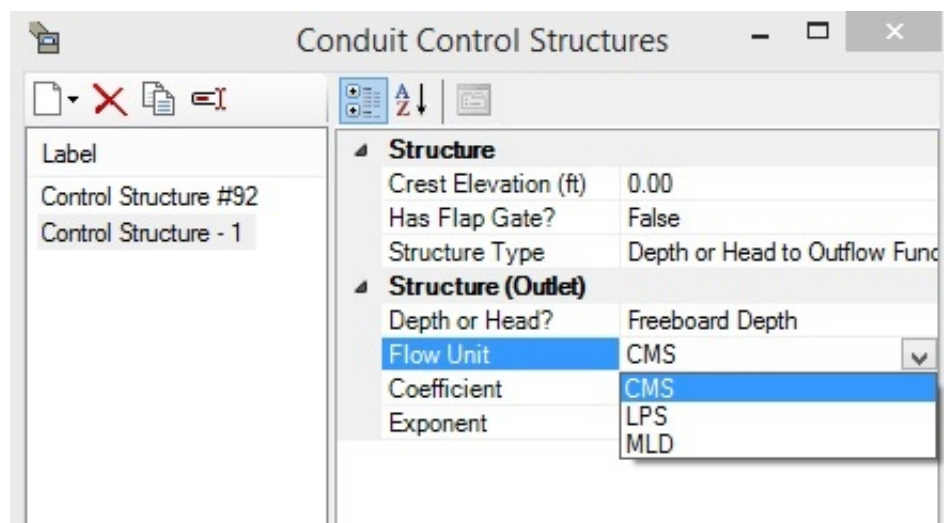 Conduit Control Structures
Label
Control Structure #92
Control Structure - 1
Structure
Crest Elevation (ft) 0.00
Has Flap Gate? False
Structure Type Depth or Head to Outflow Func
Structure (Outlet)
Depth or Head? Freeboard Depth
Flow Unit CMS
Coefficient CMS
Exponent LPS
MLD